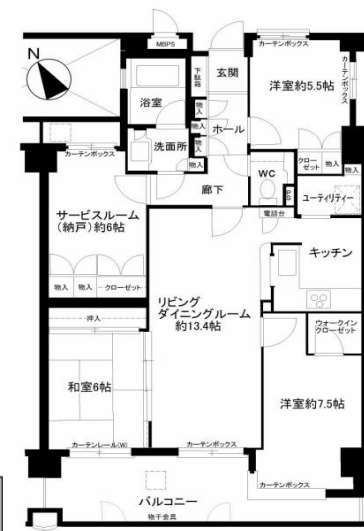 N
MBPS
カーテンボックス
下駄箱
玄関
洋室約5.5帖
カーテンボックス
浴室
物入
ホール
物入
物入
洗面所
物入
カーテンボックス
WC
PS
クローゼット
物入
物入
廊下
ユーティリティー
サービスルーム
(納戸)約6帖
電話台
キッチン
物入
物入
クローゼット
リビング
ダイニングルーム
約13.4帖
押入
ウォークイン
クローゼット
和室6帖
洋室約7.5帖
カーテンレール(W)
カーテンボックス
カーテンボックス
バルコニー
物干金具